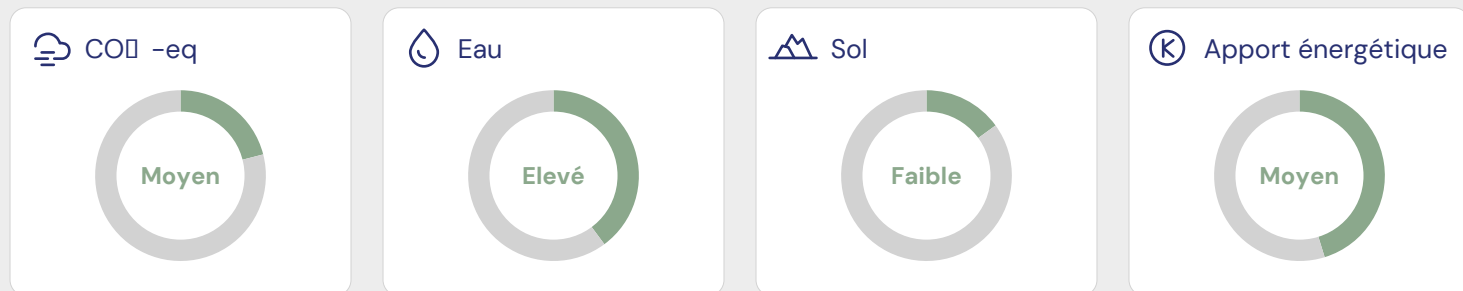 CO▯ -eq
Eau
Sol
Apport énergétique
Moyen
Elevé
Faible
Moyen